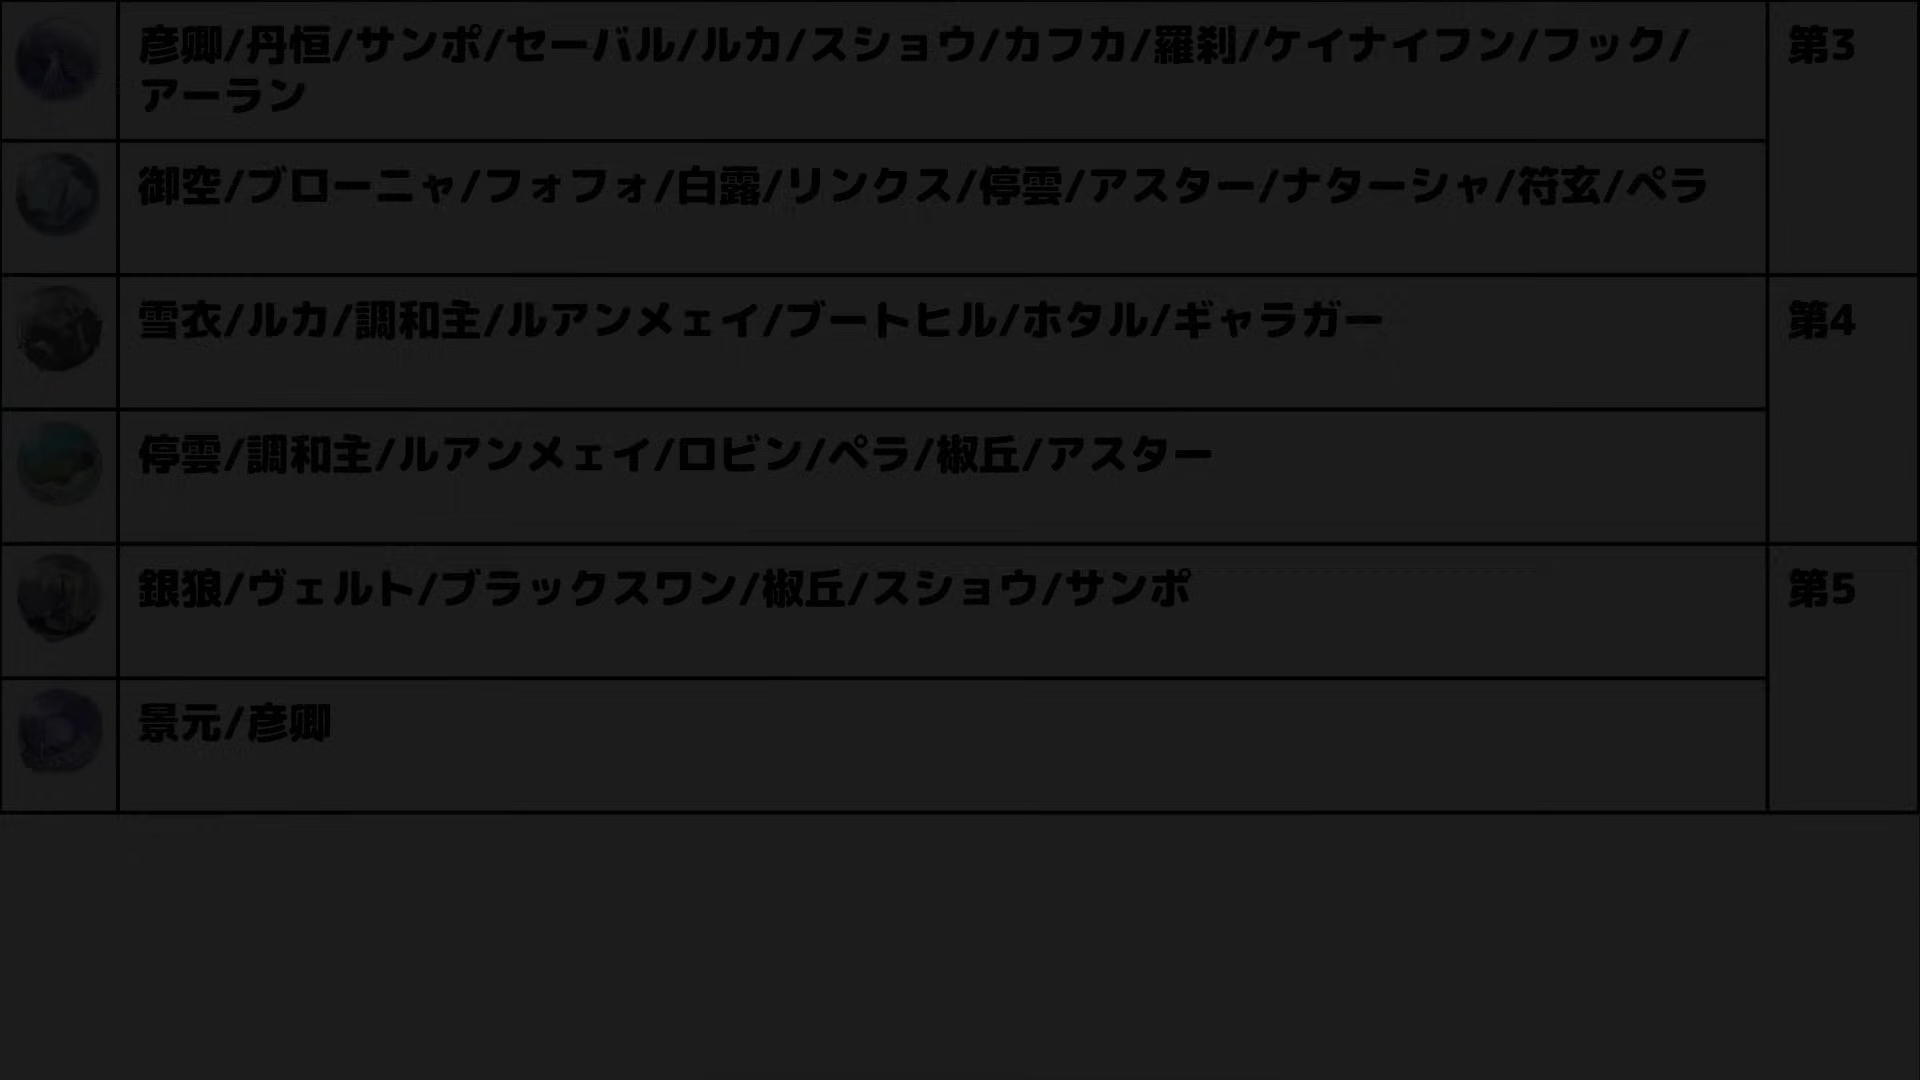 彦卿/丹恒/サンポ/セーバル/ルカ/スショウ/カフカ/羅刹/ケイナイフン/フック/
アーラン
第3
御空/ブローニャ/フォフォ/白露/リンクス/停雲/アスター/ナターシャ/符玄/ペラ
雪衣/ルカ/調和主/ルアンメェイ/ブートヒル/ホタル/ギャラガー
第4
停雲/調和主/ルアンメェイ/ロビン/ペラ/椒丘/アスター
銀狼/ヴェルト/ブラックスワン/椒丘/スショウ/サンポ
第5
景元/彦卿